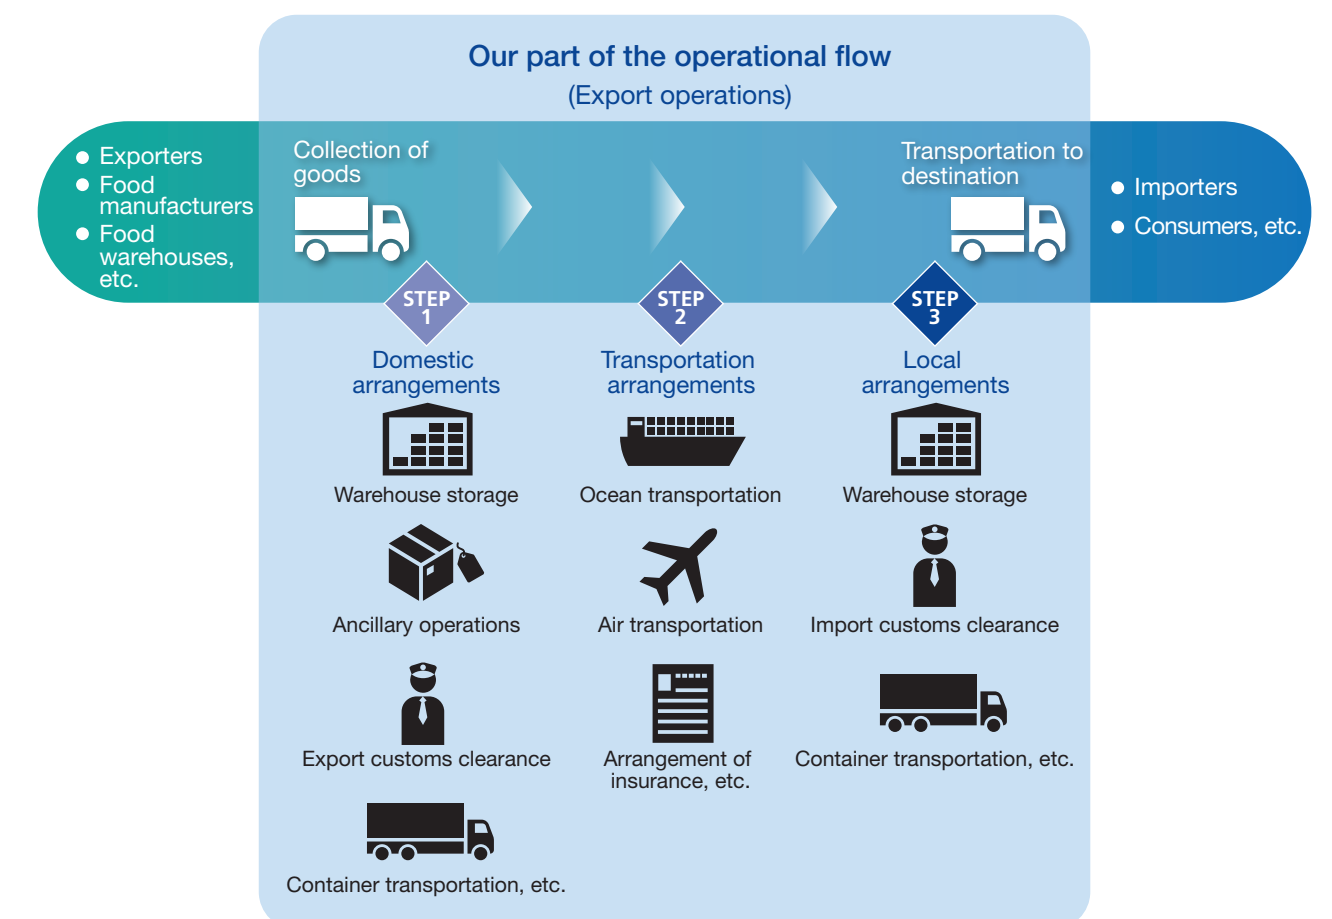 Our part of the operational flow
(Export operations)
● Exporters
● Food
manufacturers
● Food
warehouses,
etc.
Collection of
goods
Transportation to
destination
● Importers
● Consumers, etc.
STEP
1
Domestic
arrangements
Warehouse storage
Ancillary operations
Export customs clearance
Container transportation, etc.
STEP
2
Transportation
arrangements
Ocean transportation
Air transportation
Arrangement of
insurance, etc.
STEP
3
Local
arrangements
Warehouse storage
Import customs clearance
Container transportation, etc.